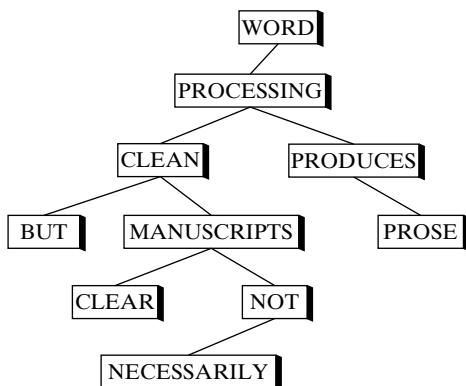 WORD
PROCESSING
CLEAN PRODUCES
BUT MANUSCRIPTS PROSE
CLEAR NOT
NECESSARILY